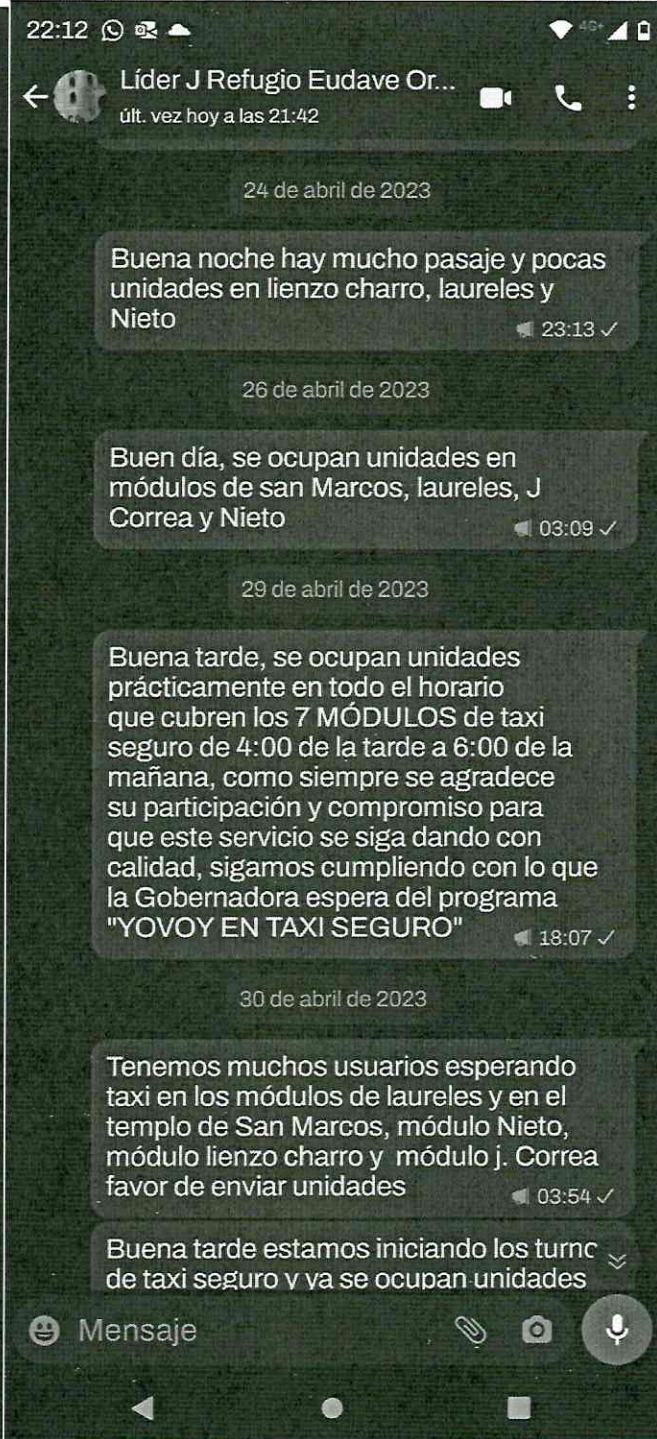 22:12 4G+
Líder J Refugio Eudave Or...
últ. vez hoy a las 21:42
24 de abril de 2023
Buena noche hay mucho pasaje y pocas
unidades en lienzo charro, laureles y
Nieto
23:13
26 de abril de 2023
Buen día, se ocupan unidades en
módulos de san Marcos, laureles, J
Correa y Nieto
03:09
29 de abril de 2023
Buena tarde, se ocupan unidades
prácticamente en todo el horario
que cubren los 7 MÓDULOS de taxi
seguro de 4:00 de la tarde a 6:00 de la
mañana, como siempre se agradece
su participación y compromiso para
que este servicio se siga dando con
calidad, sigamos cumpliendo con lo que
la Gobernadora espera del programa
"YOVOY EN TAXI SEGURO"
18:07
30 de abril de 2023
Tenemos muchos usuarios esperando
taxi en los módulos de laureles y en el
templo de San Marcos, módulo Nieto,
módulo lienzo charro y módulo j. Correa
favor de enviar unidades
03:54
Buena tarde estamos iniciando los turno
de taxi seguro y ya se ocupan unidades
Mensaje